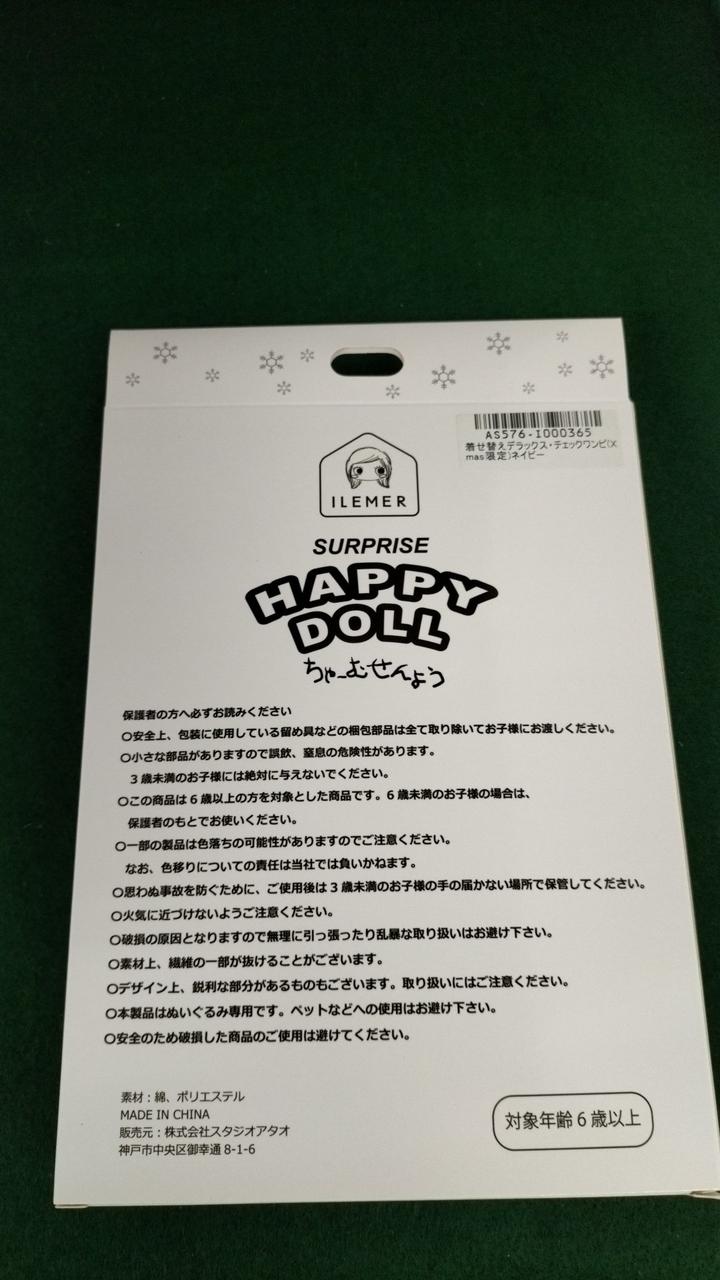 AS576-I000365
着せ替えデラックス・チェックワンピ(X
mas限定)ネイビー
ILEMER
SURPRISE
HAPPY
DOLL
ちゃーむせんよう
保護者の方へ必ずお読みください
○安全上、包装に使用している留め具などの梱包部品は全て取り除いてお子様にお渡しください。
○小さな部品がありますので誤飲、窒息の危険性があります。
3歳未満のお子様には絶対に与えないでください。
○この商品は6歳以上の方を対象とした商品です。6歳未満のお子様の場合は、
保護者のもとでお使いください。
○一部の製品は色落ちの可能性がありますのでご注意ください。
なお、色移りについての責任は当社では負いかねます。
○思わぬ事故を防ぐために、ご使用後は3歳未満のお子様の手の届かない場所で保管してください。
○火気に近づけないようご注意ください。
○破損の原因となりますので無理に引っ張ったり乱暴な取り扱いはお避け下さい。
○素材上、繊維の一部が抜けることがございます。
○デザイン上、鋭利な部分があるものもございます。取り扱いにはご注意ください。
○本製品はぬいぐるみ専用です。ペットなどへの使用はお避け下さい。
○安全のため破損した商品のご使用は避けてください。
素材：綿、ポリエステル
MADE IN CHINA
販売元：株式会社スタジオアタオ
神戸市中央区御幸通 8-1-6
対象年齢6歳以上